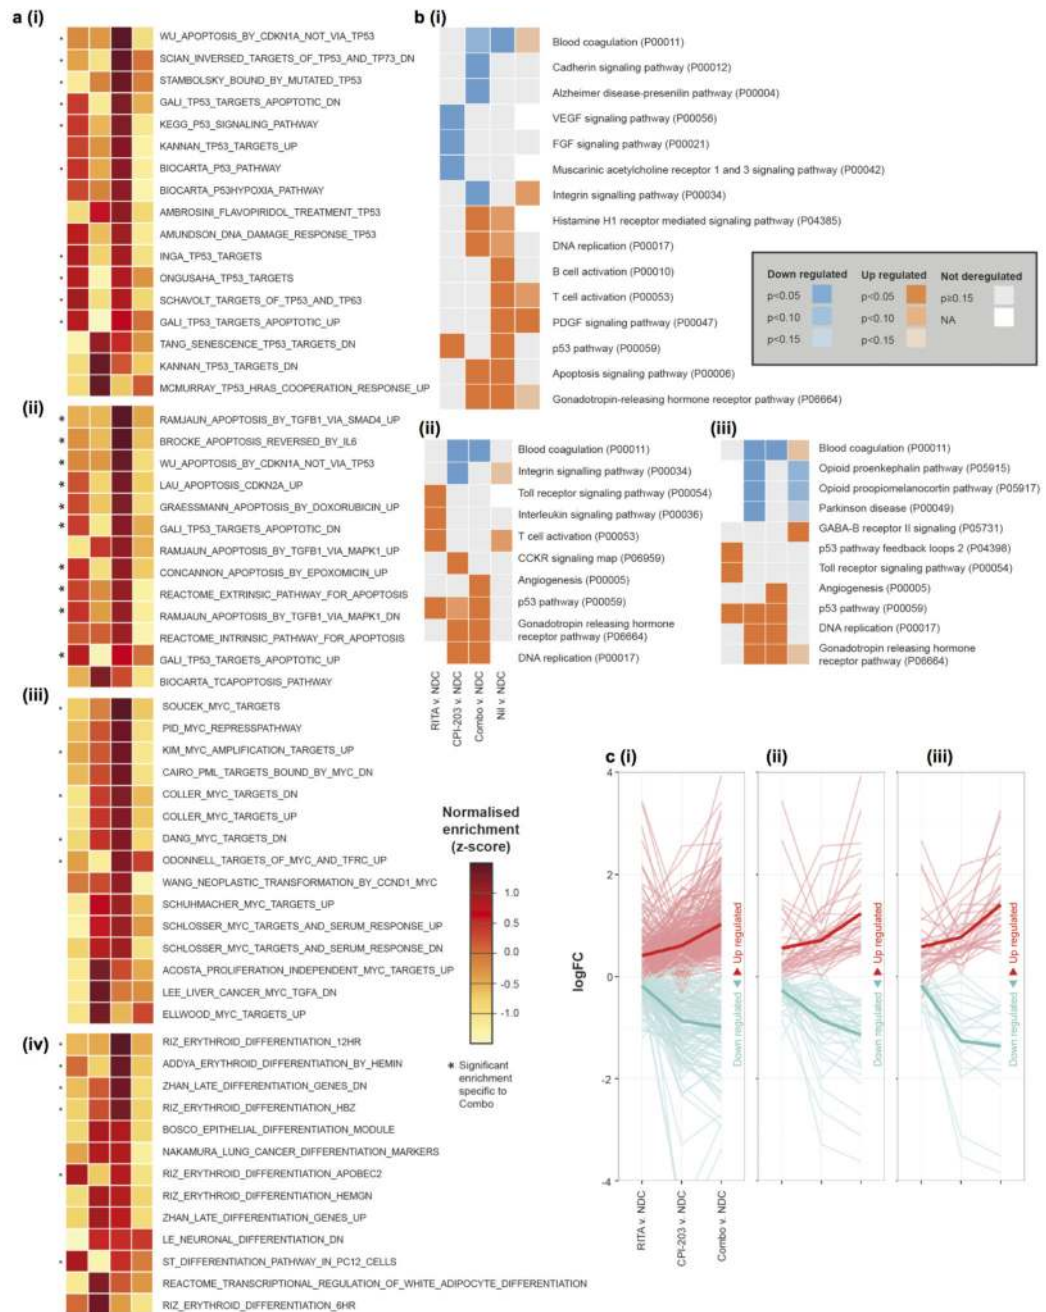 a (i)
WU_APOPTOSIS_BY_CDKN1A_NOT_VIA_TP53
SCIAN_INVERSED_TARGETS_OF_TP53_AND_TP73_DN
STAMBOLSKY_BOUND_BY_MUTATED_TP53
GALI_TP53_TARGETS_APOPTOTIC_DN
KEGG_P53_SIGNALING_PATHWAY
KANNAN_TP53_TARGETS_UP
BIOCARTA_P53_PATHWAY
BIOCARTA_P53HYPOXIA_PATHWAY
AMBROSINI_FLAVOPIRIDOL_TREATMENT_TP53
AMUNDSON_DNA_DAMAGE_RESPONSE_TP53
INGA_TP53_TARGETS
ONGUSAHA_TP53_TARGETS
SCHAVOLT_TARGETS_OF_TP53_AND_TP63
GALI_TP53_TARGETS_APOPTOTIC_UP
TANG_SENESCENCE_TP53_TARGETS_DN
KANNAN_TP53_TARGETS_DN
MCMURRAY_TP53_HRAS_COOPERATION_RESPONSE_UP
(ii)
RAMJAUN_APOPTOSIS_BY_TGFB1_VIA_SMAD4_UP
BROCKE_APOPTOSIS_REVERSED_BY_IL6
WU_APOPTOSIS_BY_CDKN1A_NOT_VIA_TP53
LAU_APOPTOSIS_CDKN2A_UP
GRAESSMANN_APOPTOSIS_BY_DOXORUBICIN_UP
GALI_TP53_TARGETS_APOPTOTIC_DN
RAMJAUN_APOPTOSIS_BY_TGFB1_VIA_MAPK1_UP
CONCANNON_APOPTOSIS_BY_EPOXOMICIN_UP
REACTOME_EXTRINSIC_PATHWAY_FOR_APOPTOSIS
RAMJAUN_APOPTOSIS_BY_TGFB1_VIA_MAPK1_DN
REACTOME_INTRINSIC_PATHWAY_FOR_APOPTOSIS
GALI_TP53_TARGETS_APOPTOTIC_UP
BIOCARTA_TCAPOPTOSIS_PATHWAY
(iii)
SOUCEK_MYC_TARGETS
PID_MYC_REPRESSPATHWAY
KIM_MYC_AMPLIFICATION_TARGETS_UP
CAIRO_PML_TARGETS_BOUND_BY_MYC_DN
COLLER_MYC_TARGETS_DN
COLLER_MYC_TARGETS_UP
DANG_MYC_TARGETS_DN
ODONNELL_TARGETS_OF_MYC_AND_TFRC_UP
WANG_NEOPLASTIC_TRANSFORMATION_BY_CCND1_MYC
SCHUHMACHER_MYC_TARGETS_UP
SCHLOSSER_MYC_TARGETS_AND_SERUM_RESPONSE_UP
SCHLOSSER_MYC_TARGETS_AND_SERUM_RESPONSE_DN
ACOSTA_PROLIFERATION_INDEPENDENT_MYC_TARGETS_UP
LEE_LIVER_CANCER_MYC_TGFA_DN
ELLWOOD_MYC_TARGETS_UP
(iv)
RIZ_ERYTHROID_DIFFERENTIATION_12HR
ADDYA_ERYTHROID_DIFFERENTIATION_BY_HEMIN
ZHAN_LATE_DIFFERENTIATION_GENES_DN
RIZ_ERYTHROID_DIFFERENTIATION_HBZ
BOSCO_EPITHELIAL_DIFFERENTIATION_MODULE
NAKAMURA_LUNG_CANCER_DIFFERENTIATION_MARKERS
RIZ_ERYTHROID_DIFFERENTIATION_APOBEC2
RIZ_ERYTHROID_DIFFERENTIATION_HEMGN
ZHAN_LATE_DIFFERENTIATION_GENES_UP
LE_NEURONAL_DIFFERENTIATION_DN
ST_DIFFERENTIATION_PATHWAY_IN_PC12_CELLS
REACTOME_TRANSCRIPTIONAL_REGULATION_OF_WHITE_ADIPOCYTE_DIFFERENTIATION
RIZ_ERYTHROID_DIFFERENTIATION_6HR
Normalised
enrichment
(z-score)
1.0
0.5
0.0
-0.5
-1.0
* Significant
enrichment
specific to
Combo
b (i)
Blood coagulation (P00011)
Cadherin signaling pathway (P00012)
Alzheimer disease-presenilin pathway (P00004)
VEGF signaling pathway (P00056)
FGF signaling pathway (P00021)
Muscarinic acetylcholine receptor 1 and 3 signaling pathway (P00042)
Integrin signalling pathway (P00034)
Histamine H1 receptor mediated signaling pathway (P04385)
DNA replication (P00017)
B cell activation (P00010)
T cell activation (P00053)
PDGF signaling pathway (P00047)
p53 pathway (P00059)
Apoptosis signaling pathway (P00006)
Gonadotropin-releasing hormone receptor pathway (P06664)
Down regulated Up regulated Not deregulated
p<0.05 p<0.05 p≥0.15
p<0.10 p<0.10 NA
p<0.15 p<0.15
(ii)
Blood coagulation (P00011)
Integrin signalling pathway (P00034)
Toll receptor signaling pathway (P00054)
Interleukin signaling pathway (P00036)
T cell activation (P00053)
CCKR signaling map (P06959)
Angiogenesis (P00005)
p53 pathway (P00059)
Gonadotropin releasing hormone
receptor pathway (P06664)
DNA replication (P00017)
RITA v. NDC
CPI-203 v. NDC
Combo v. NDC
Nil v. NDC
(iii)
Blood coagulation (P00011)
Opioid proenkephalin pathway (P05915)
Opioid proopiomelanocortin pathway (P05917)
Parkinson disease (P00049)
GABA-B receptor II signaling (P05731)
p53 pathway feedback loops 2 (P04398)
Toll receptor signaling pathway (P00054)
Angiogenesis (P00005)
p53 pathway (P00059)
DNA replication (P00017)
Gonadotropin releasing hormone
receptor pathway (P06664)
c (i)
(ii)
(iii)
4
2
0
-2
-4
logFC
Down regulated ◀ ▶ Up regulated
Down regulated ◀ ▶ Up regulated
Down regulated ◀ ▶ Up regulated
RITA v. NDC
CPI-203 v. NDC
Combo v. NDC